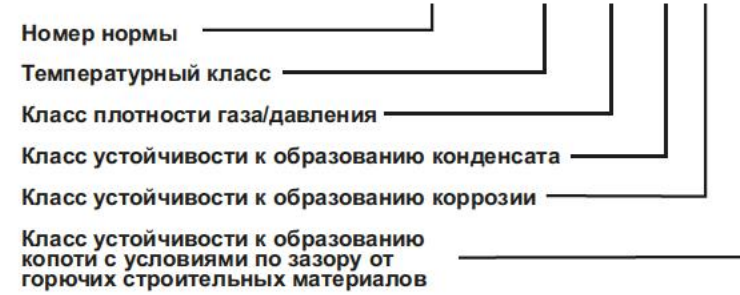 Номер нормы
Температурный класс
Класс плотности газа/давления
Класс устойчивости к образованию конденсата
Класс устойчивости к образованию коррозии
Класс устойчивости к образованию
копоти с условиями по зазору от
горючих строительных материалов